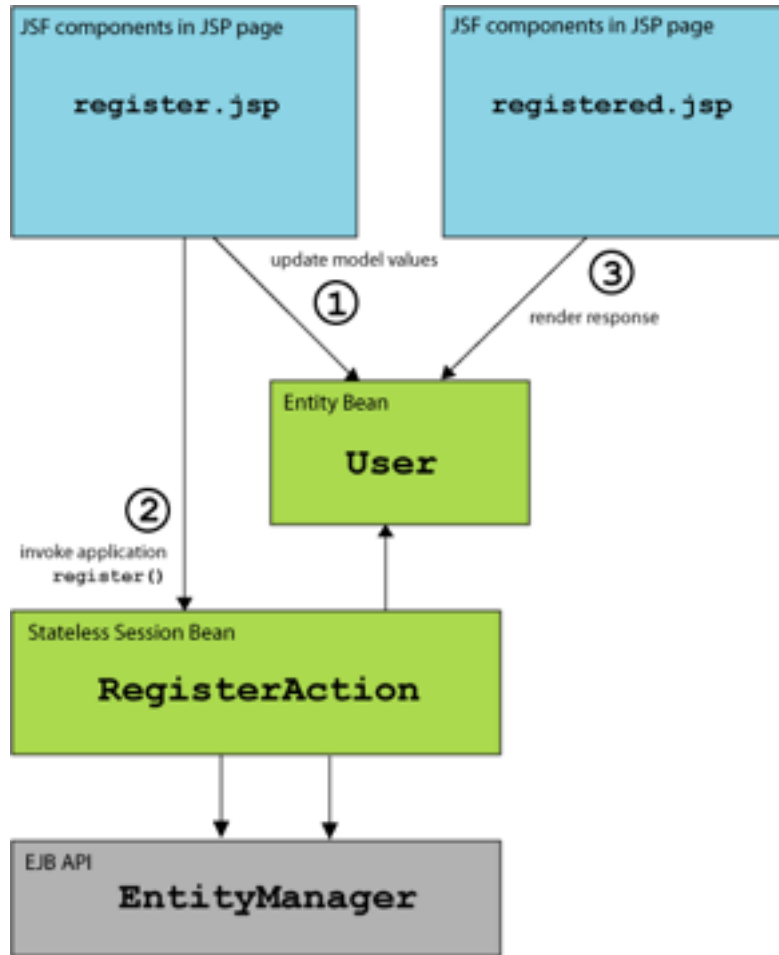 JSF components in JSP page
register.jsp
JSF components in JSP page
registered.jsp
update model values
1
3
render response
Entity Bean
User
2
invoke application
register()
Stateless Session Bean
RegisterAction
EJB API
EntityManager